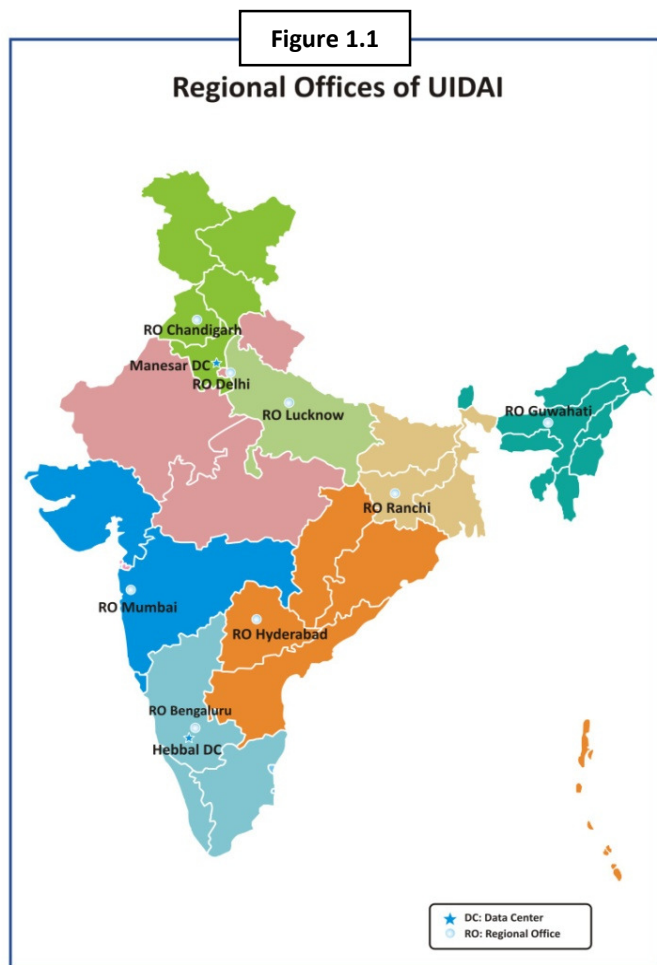 Figure 1.1
Regional Offices of UIDAI
RO Chandigarh
Manesar DC
RO Delhi
RO Lucknow
RO Guwahati
RO Ranchi
RO Mumbai
RO Hyderabad
RO Bengaluru
Hebbal DC
DC: Data Center
RO: Regional Office